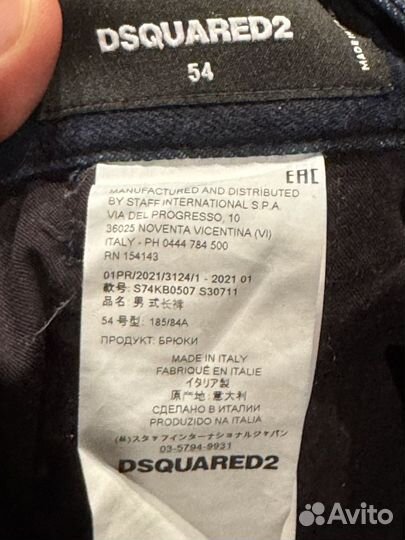 DSQUARED2
54
MADE IN
EAC
MANUFACTURED AND DISTRIBUTED
BY STAFF INTERNATIONAL S.P.A.
VIA DEL PROGRESSO, 10
36025 NOVENTA VICENTINA (VI)
ITALY - PH 0444 784 500
RN 154143
01PR/2021/3124/1 - 2021 01
款号: S74KB0507 S30711
品名: 男 式长裤
54 号型: 185/84A
ПРОДУКТ: БРЮКИ
MADE IN ITALY
FABRIQUÉ EN ITALIE
イタリア製
原产地: 意大利
СДЕЛАНО В ИТАЛИИ
PRODUZIDO NA ITALIA
(株)スタッフインターナショナルジャパン
03-5794-9931
DSQUARED2
Avito